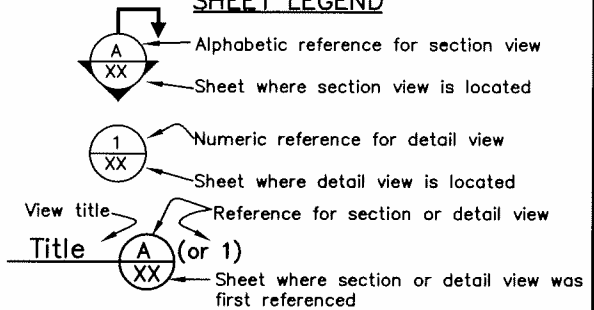 SHEET LEGEND
A
XX
Alphabetic reference for section view
Sheet where section view is located
1
XX
Numeric reference for detail view
Sheet where detail view is located
View title
Reference for section or detail view
Title
A
XX
(or 1)
Sheet where section or detail view was
first referenced